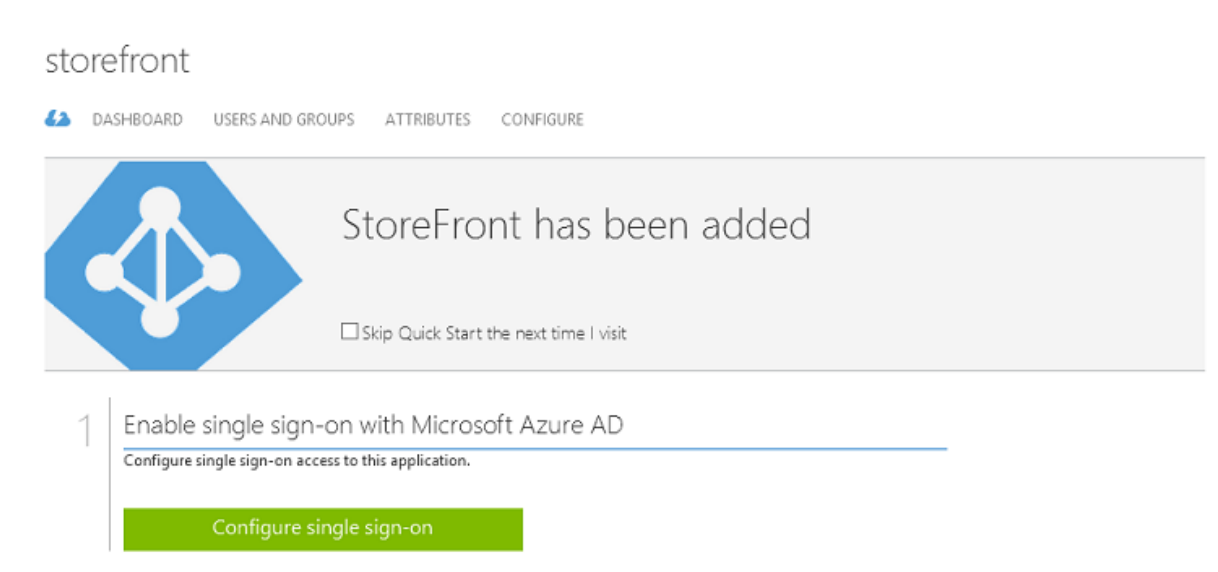 storefront
DASHBOARD USERS AND GROUPS ATTRIBUTES CONFIGURE
StoreFront has been added
Skip Quick Start the next time I visit
1 Enable single sign-on with Microsoft Azure AD
Configure single sign-on access to this application.
Configure single sign-on